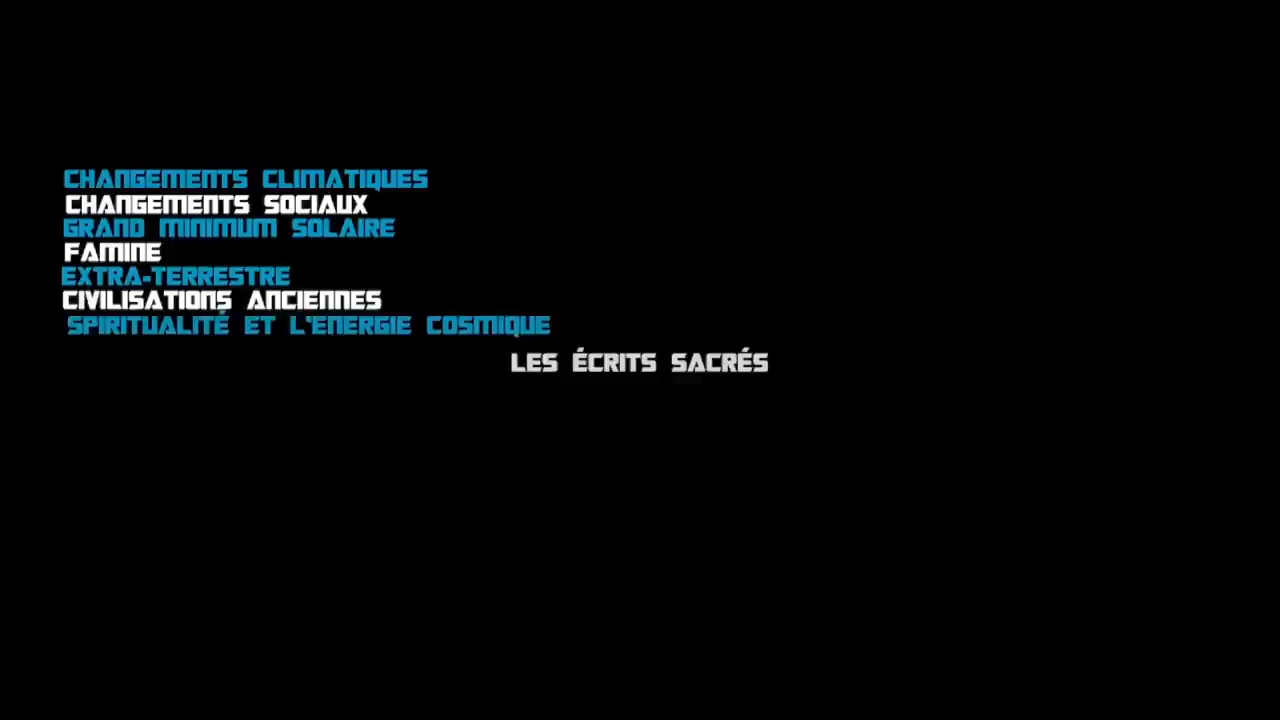 CHANGEMENTS CLIMATIQUES
CHANGEMENTS SOCIAUX
GRAND MINIMUM SOLAIRE
FAMINE
EXTRA-TERRESTRE
CIVILISATIONS ANCIENNES
SPIRITUALITÉ ET L'ENERGIE COSMIQUE
LES ÉCRITS SACRÉS